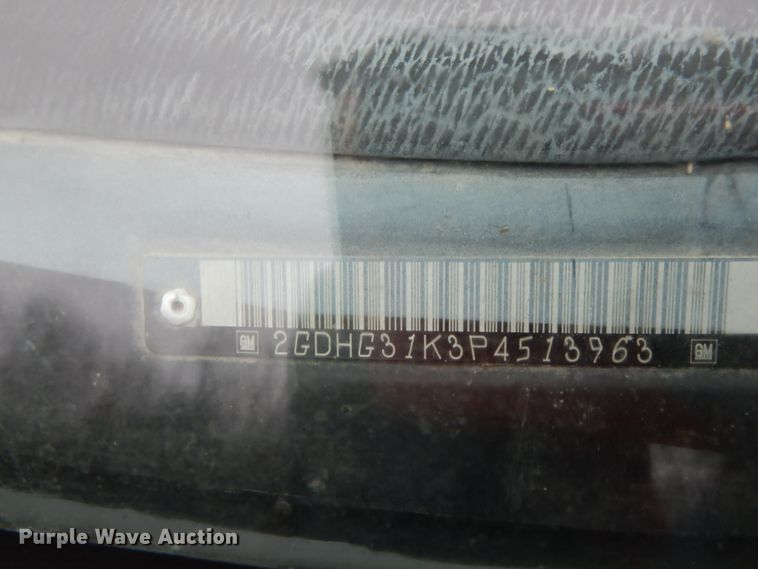 GM 2GDHG31K3P4513963 GM
Purple Wave Auction